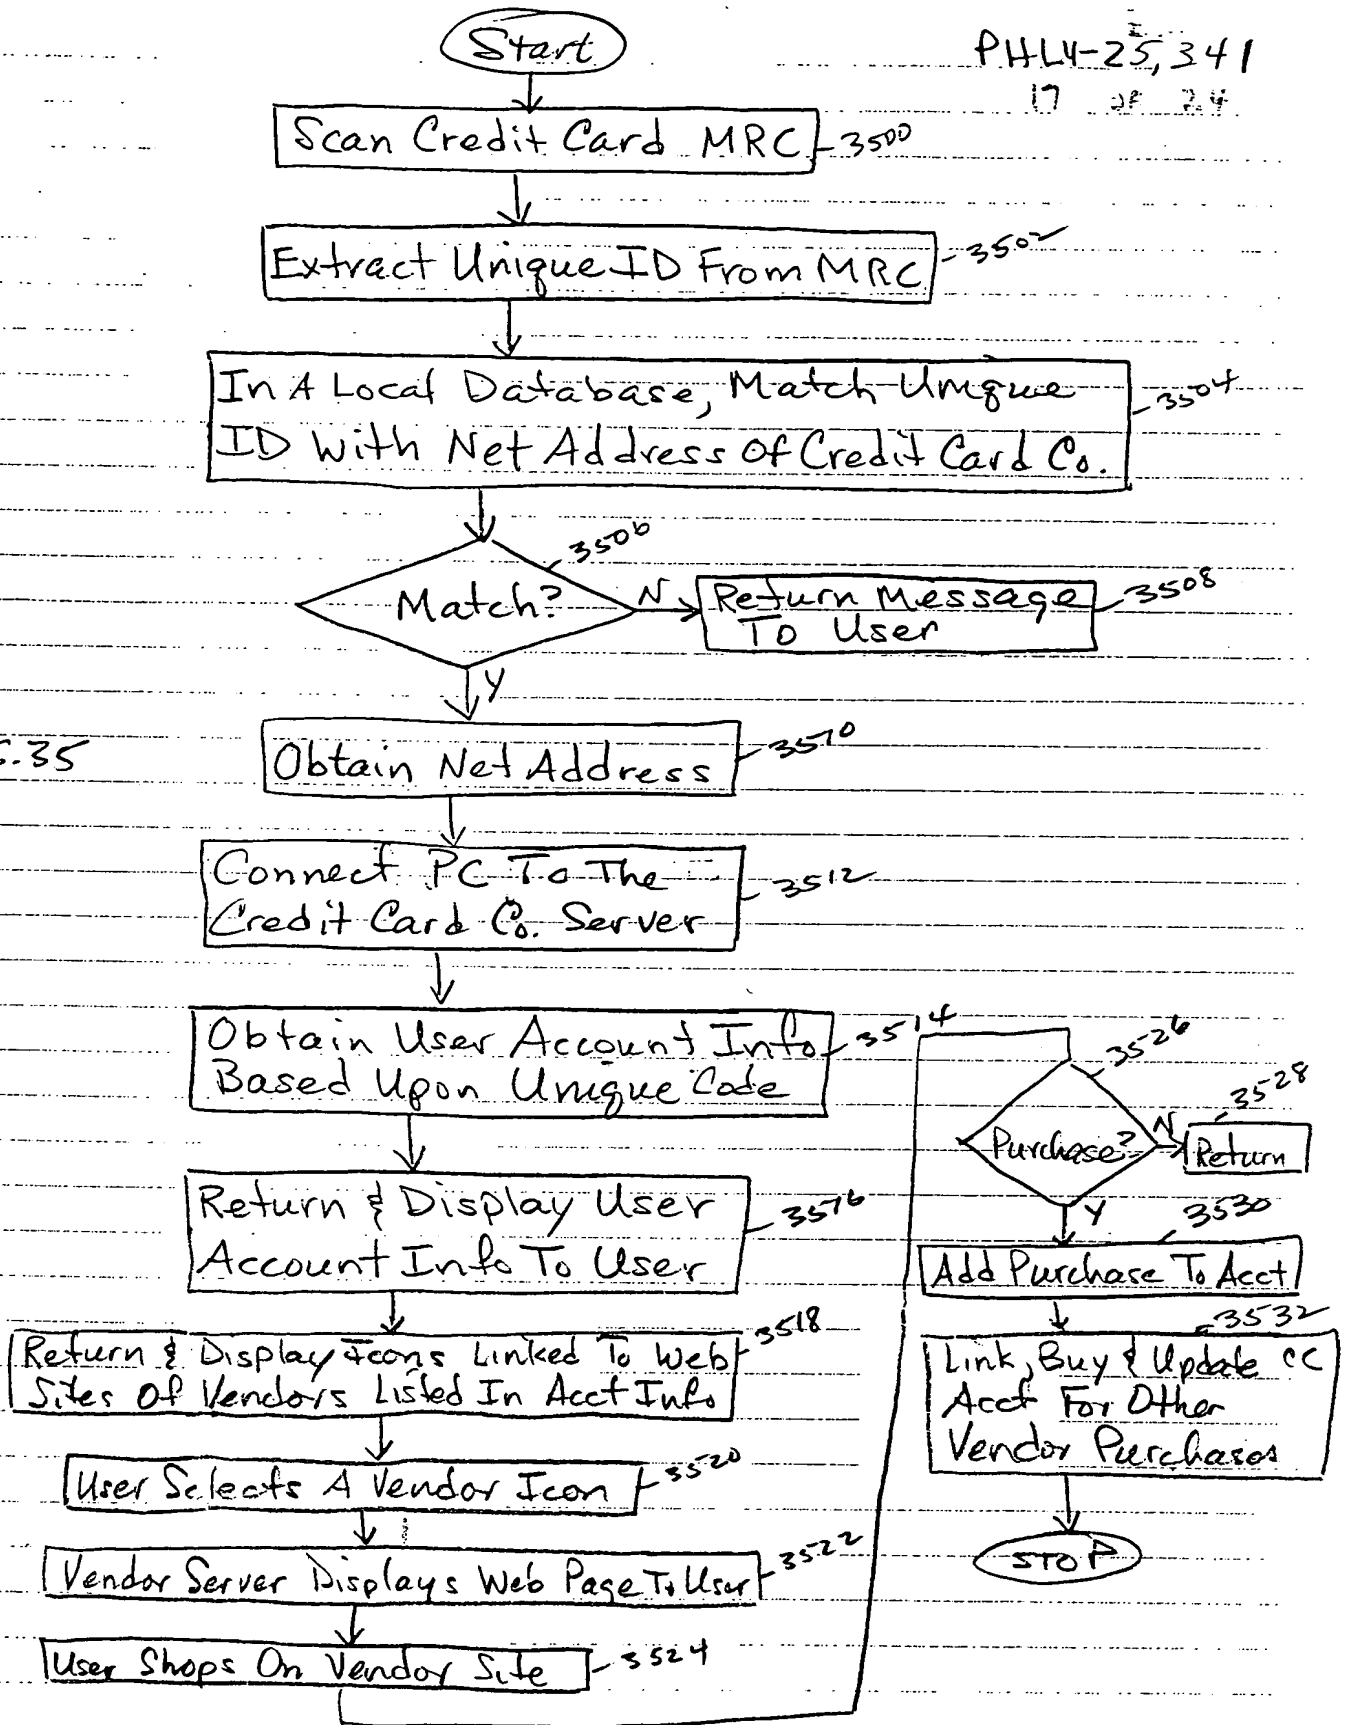 Start
PHLY-25,341
17 OF 24
Scan Credit Card MRC
3500
Extract Unique ID From MRC
3502
In A Local Database, Match Unique
ID With Net Address Of Credit Card Co.
3504
Match?
3506
N
Return Message
To User
3508
Y
.35
Obtain Net Address
3510
Connect PC To The
Credit Card Co. Server
3512
Obtain User Account Info
Based Upon Unique Code
3514
Return & Display User
Account Info To User
3516
Return & Display Icons Linked To Web
Sites Of Vendors Listed In Acct Info
3518
User Selects A Vendor Icon
3520
Vendor Server Displays Web Page To User
3522
User Shops On Vendor Site
3524
Purchase?
3526
N
Return
3528
Y
3530
Add Purchase To Acct
3532
Link, Buy & Update CC
Acct For Other
Vendor Purchases
STOP